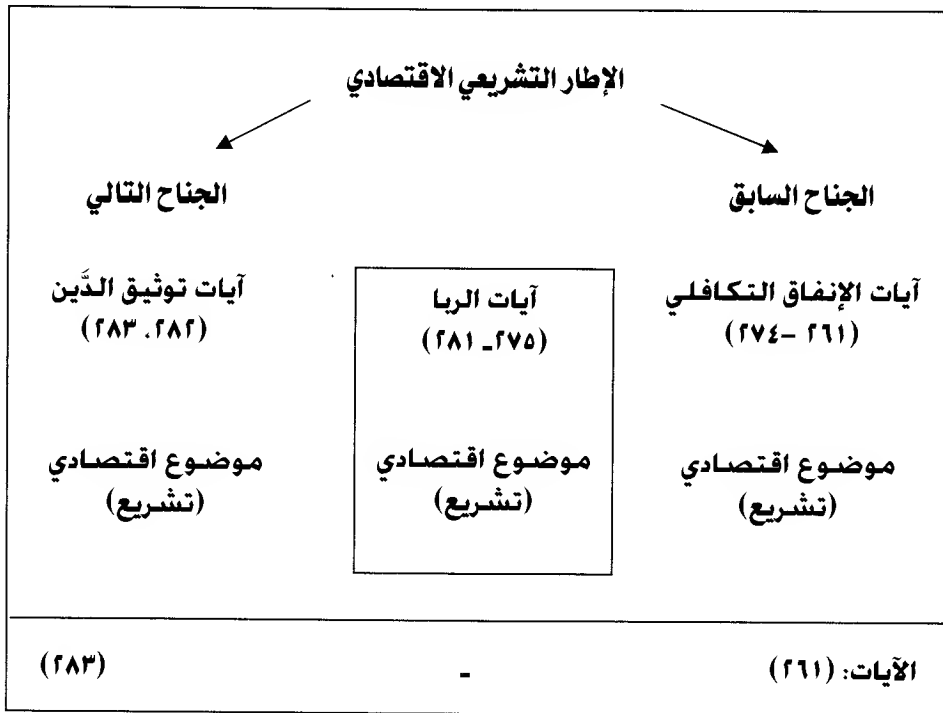 الإطار التشريعي الاقتصادي
الجناح السابق
الجناح التالي
آيات الإنفاق التكافلي
(٢٦١ – ٢٧٤)
آيات الربا
(٢٧٥ ـ ٢٨١)
آيات توثيق الدَّين
(٢٨٢، ٢٨٣)
موضوع اقتصادي
(تشريع)
موضوع اقتصادي
(تشريع)
موضوع اقتصادي
(تشريع)
الآيات: (٢٦١) ـ (٢٨٣)